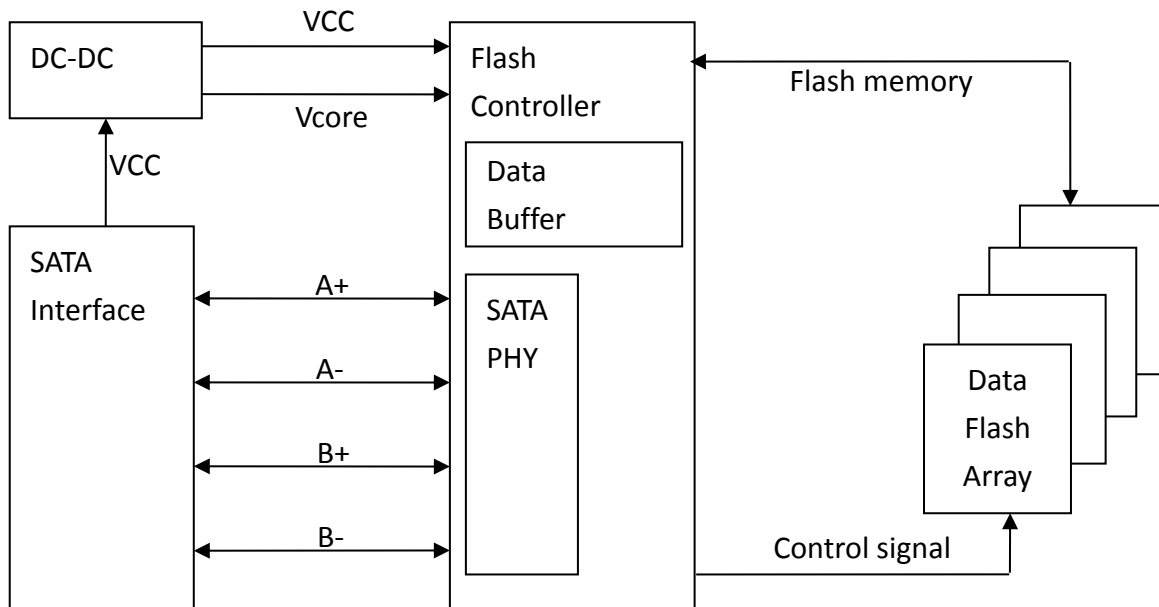 VCC
DC-DC
Vcore
VCC
Flash
Controller
Data
Buffer
Flash memory
SATA
Interface
A+
A-
B+
B-
SATA
PHY
Data
Flash
Array
Control signal